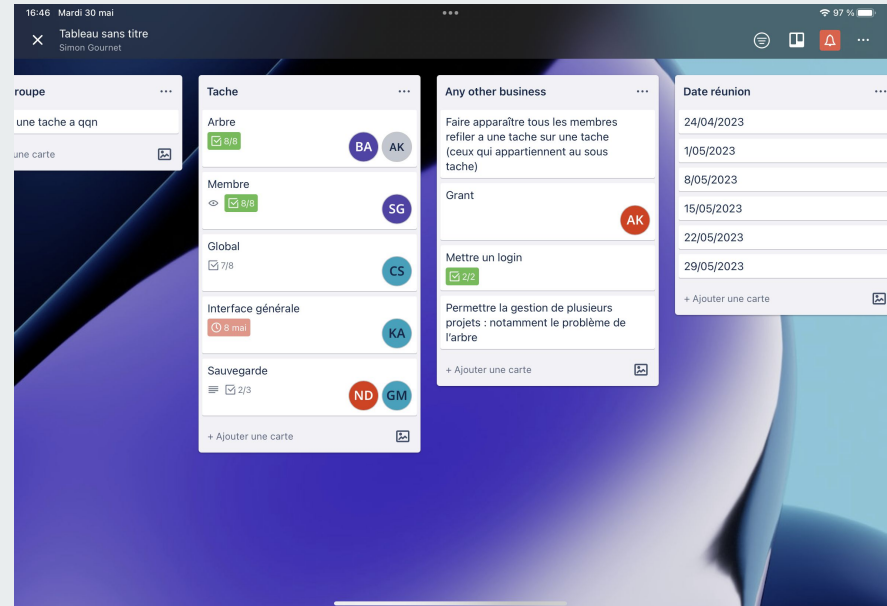 16:46 Mardi 30 mai
97 %
Tableau sans titre
Simon Gournet
roupe
une tache a qqn
une carte
Tache
Arbre
8/8
BA
AK
Membre
8/8
SG
Global
7/8
CS
Interface générale
8 mai
KA
Sauvegarde
2/3
ND
GM
+ Ajouter une carte
Any other business
Faire apparaître tous les membres
refiler a une tache sur une tache
(ceux qui appartiennent au sous
tache)
Grant
AK
Mettre un login
2/2
Permettre la gestion de plusieurs
projets : notamment le problème de
l'arbre
+ Ajouter une carte
Date réunion
24/04/2023
1/05/2023
8/05/2023
15/05/2023
22/05/2023
29/05/2023
+ Ajouter une carte